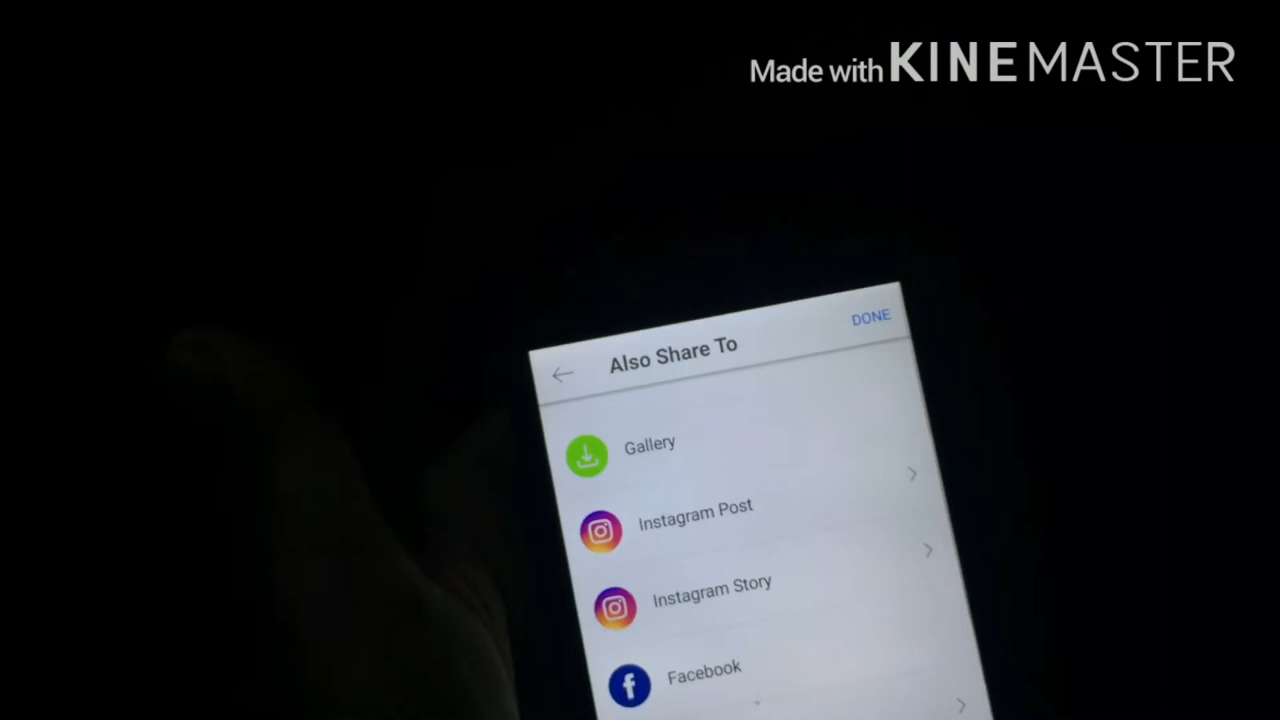 Made with KINEMASTER
Also Share To
DONE
Gallery
Instagram Post
Instagram Story
Facebook